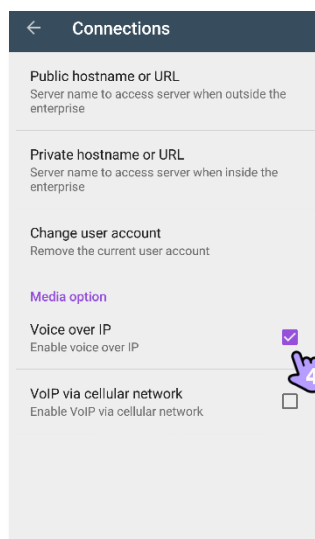 Connections
Public hostname or URL
Server name to access server when outside the
enterprise
Private hostname or URL
Server name to access server when inside the
enterprise
Change user account
Remove the current user account
Media option
Voice over IP
Enable voice over IP
4
VoIP via cellular network
Enable VoIP via cellular network